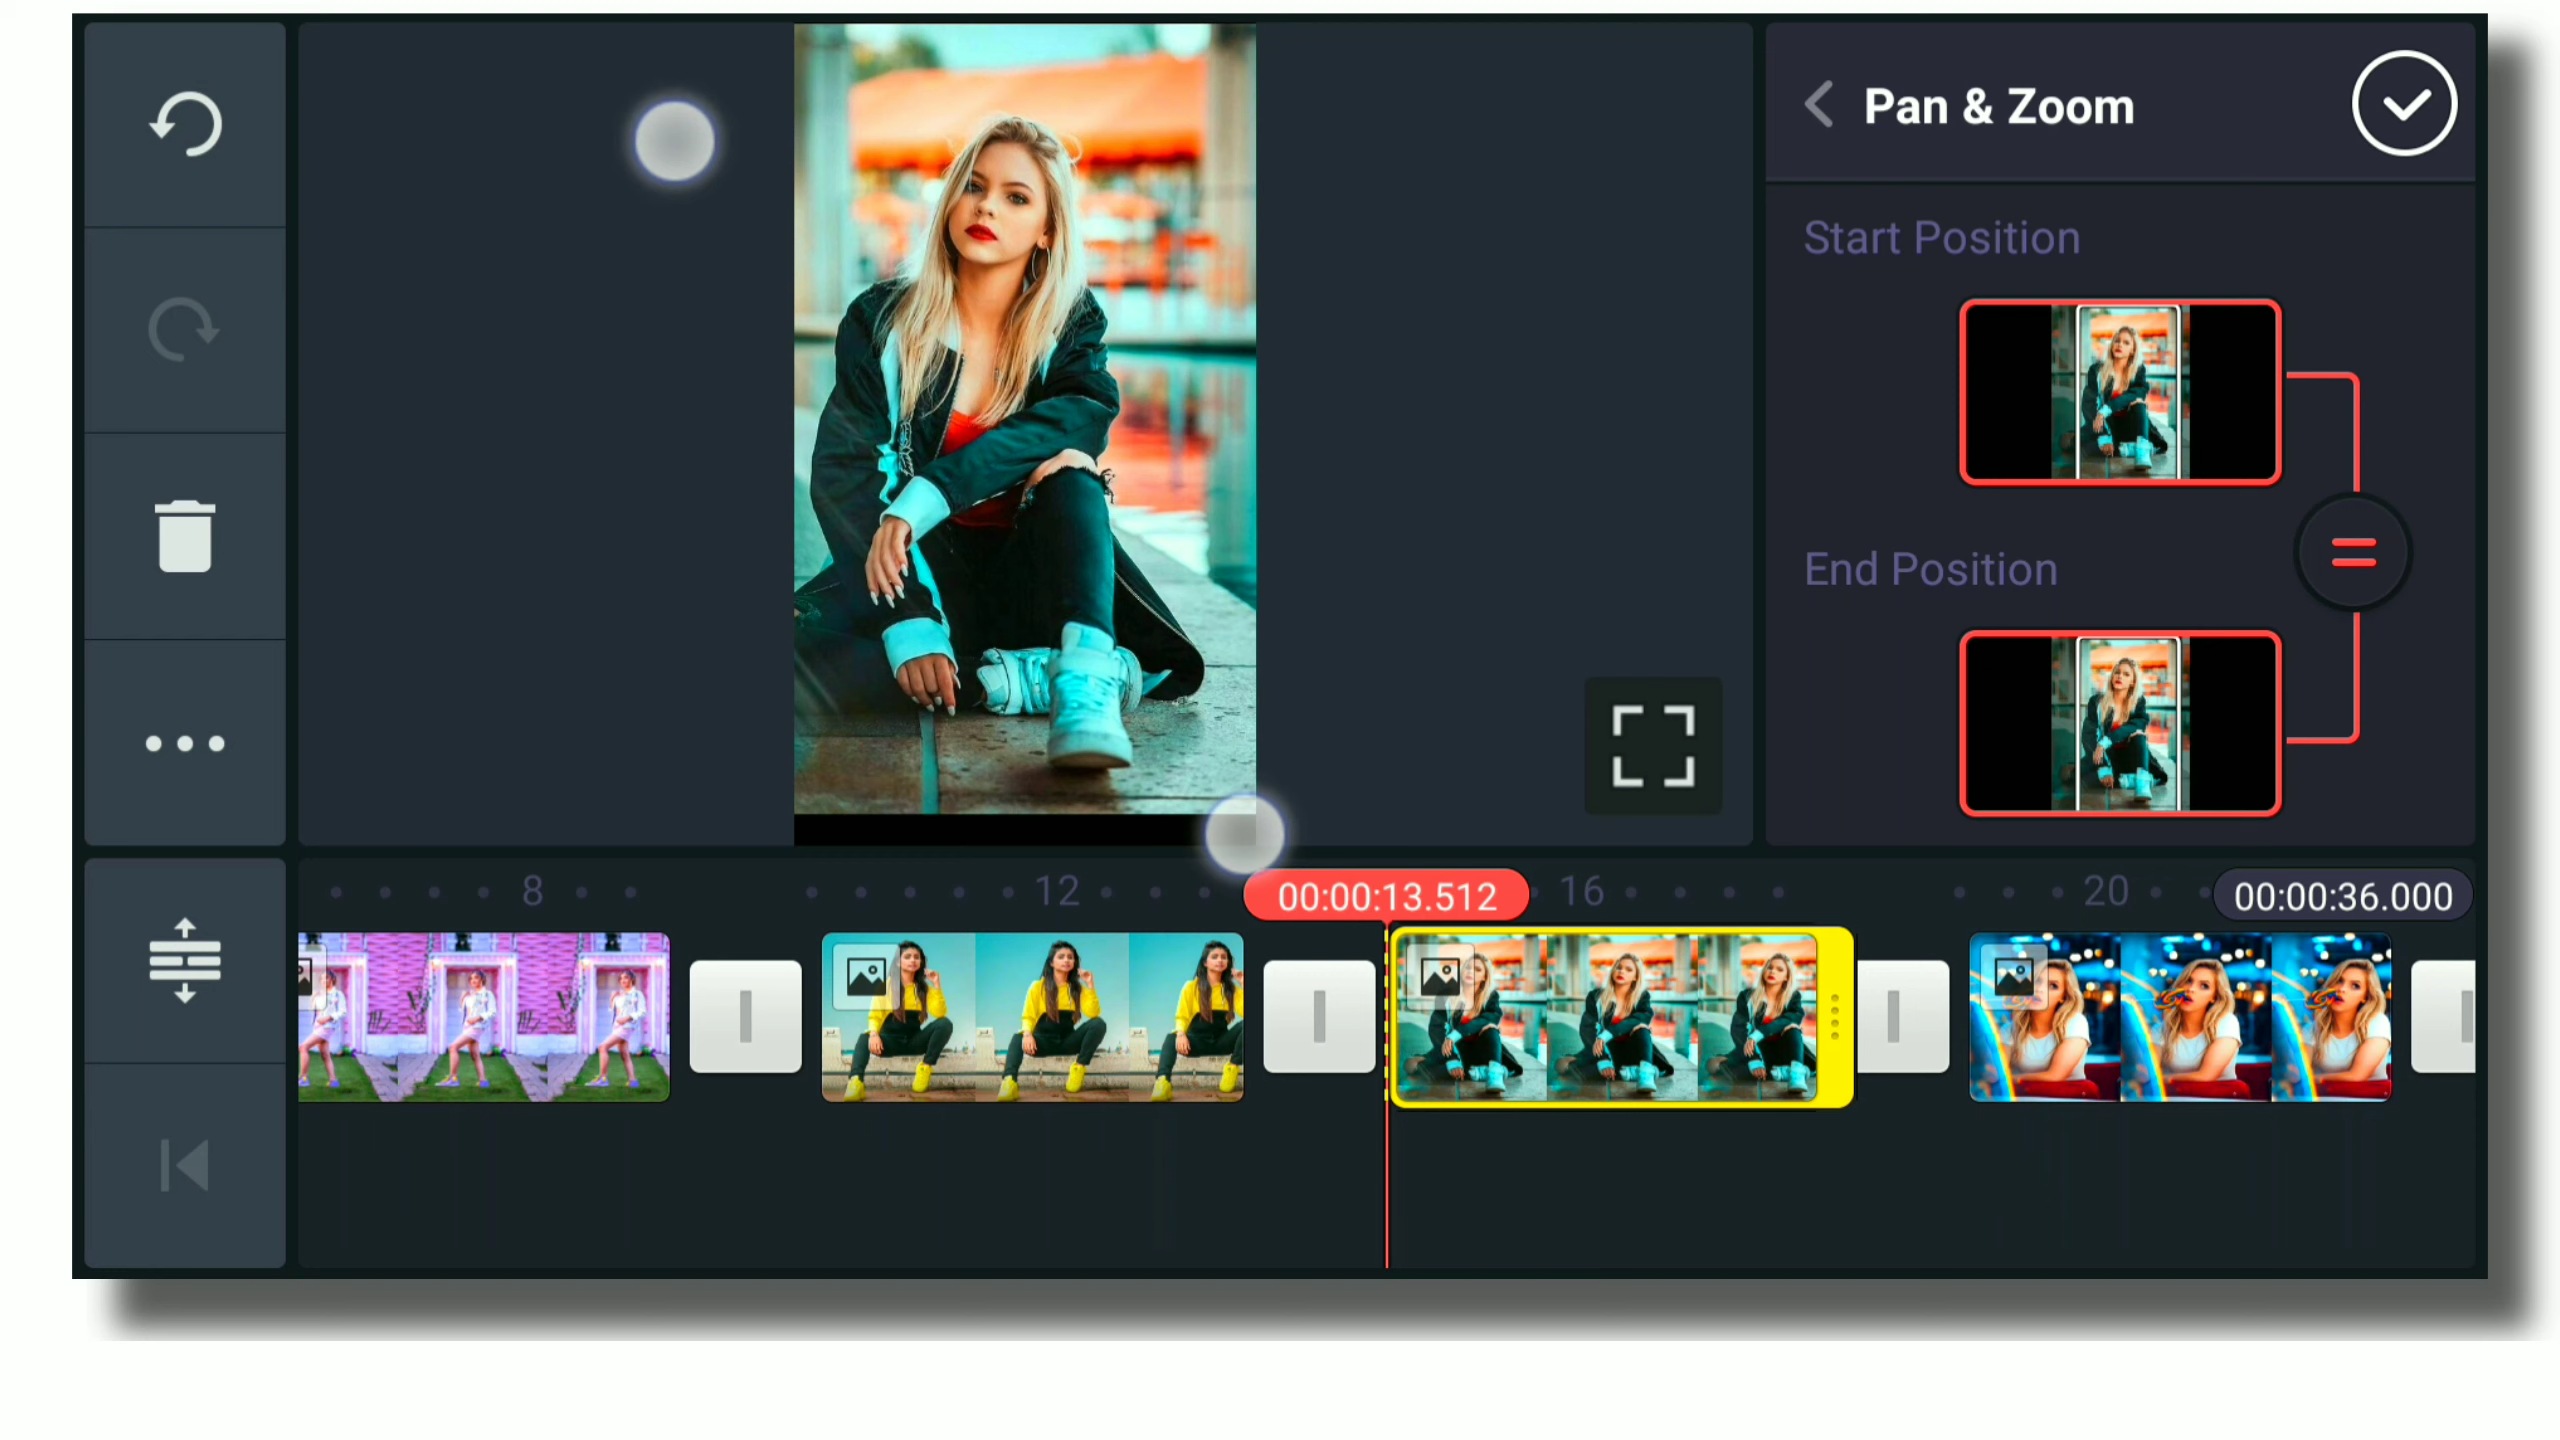 Pan & Zoom
Start Position
End Position
8
12
00:00:13.512
16
20
00:00:36.000